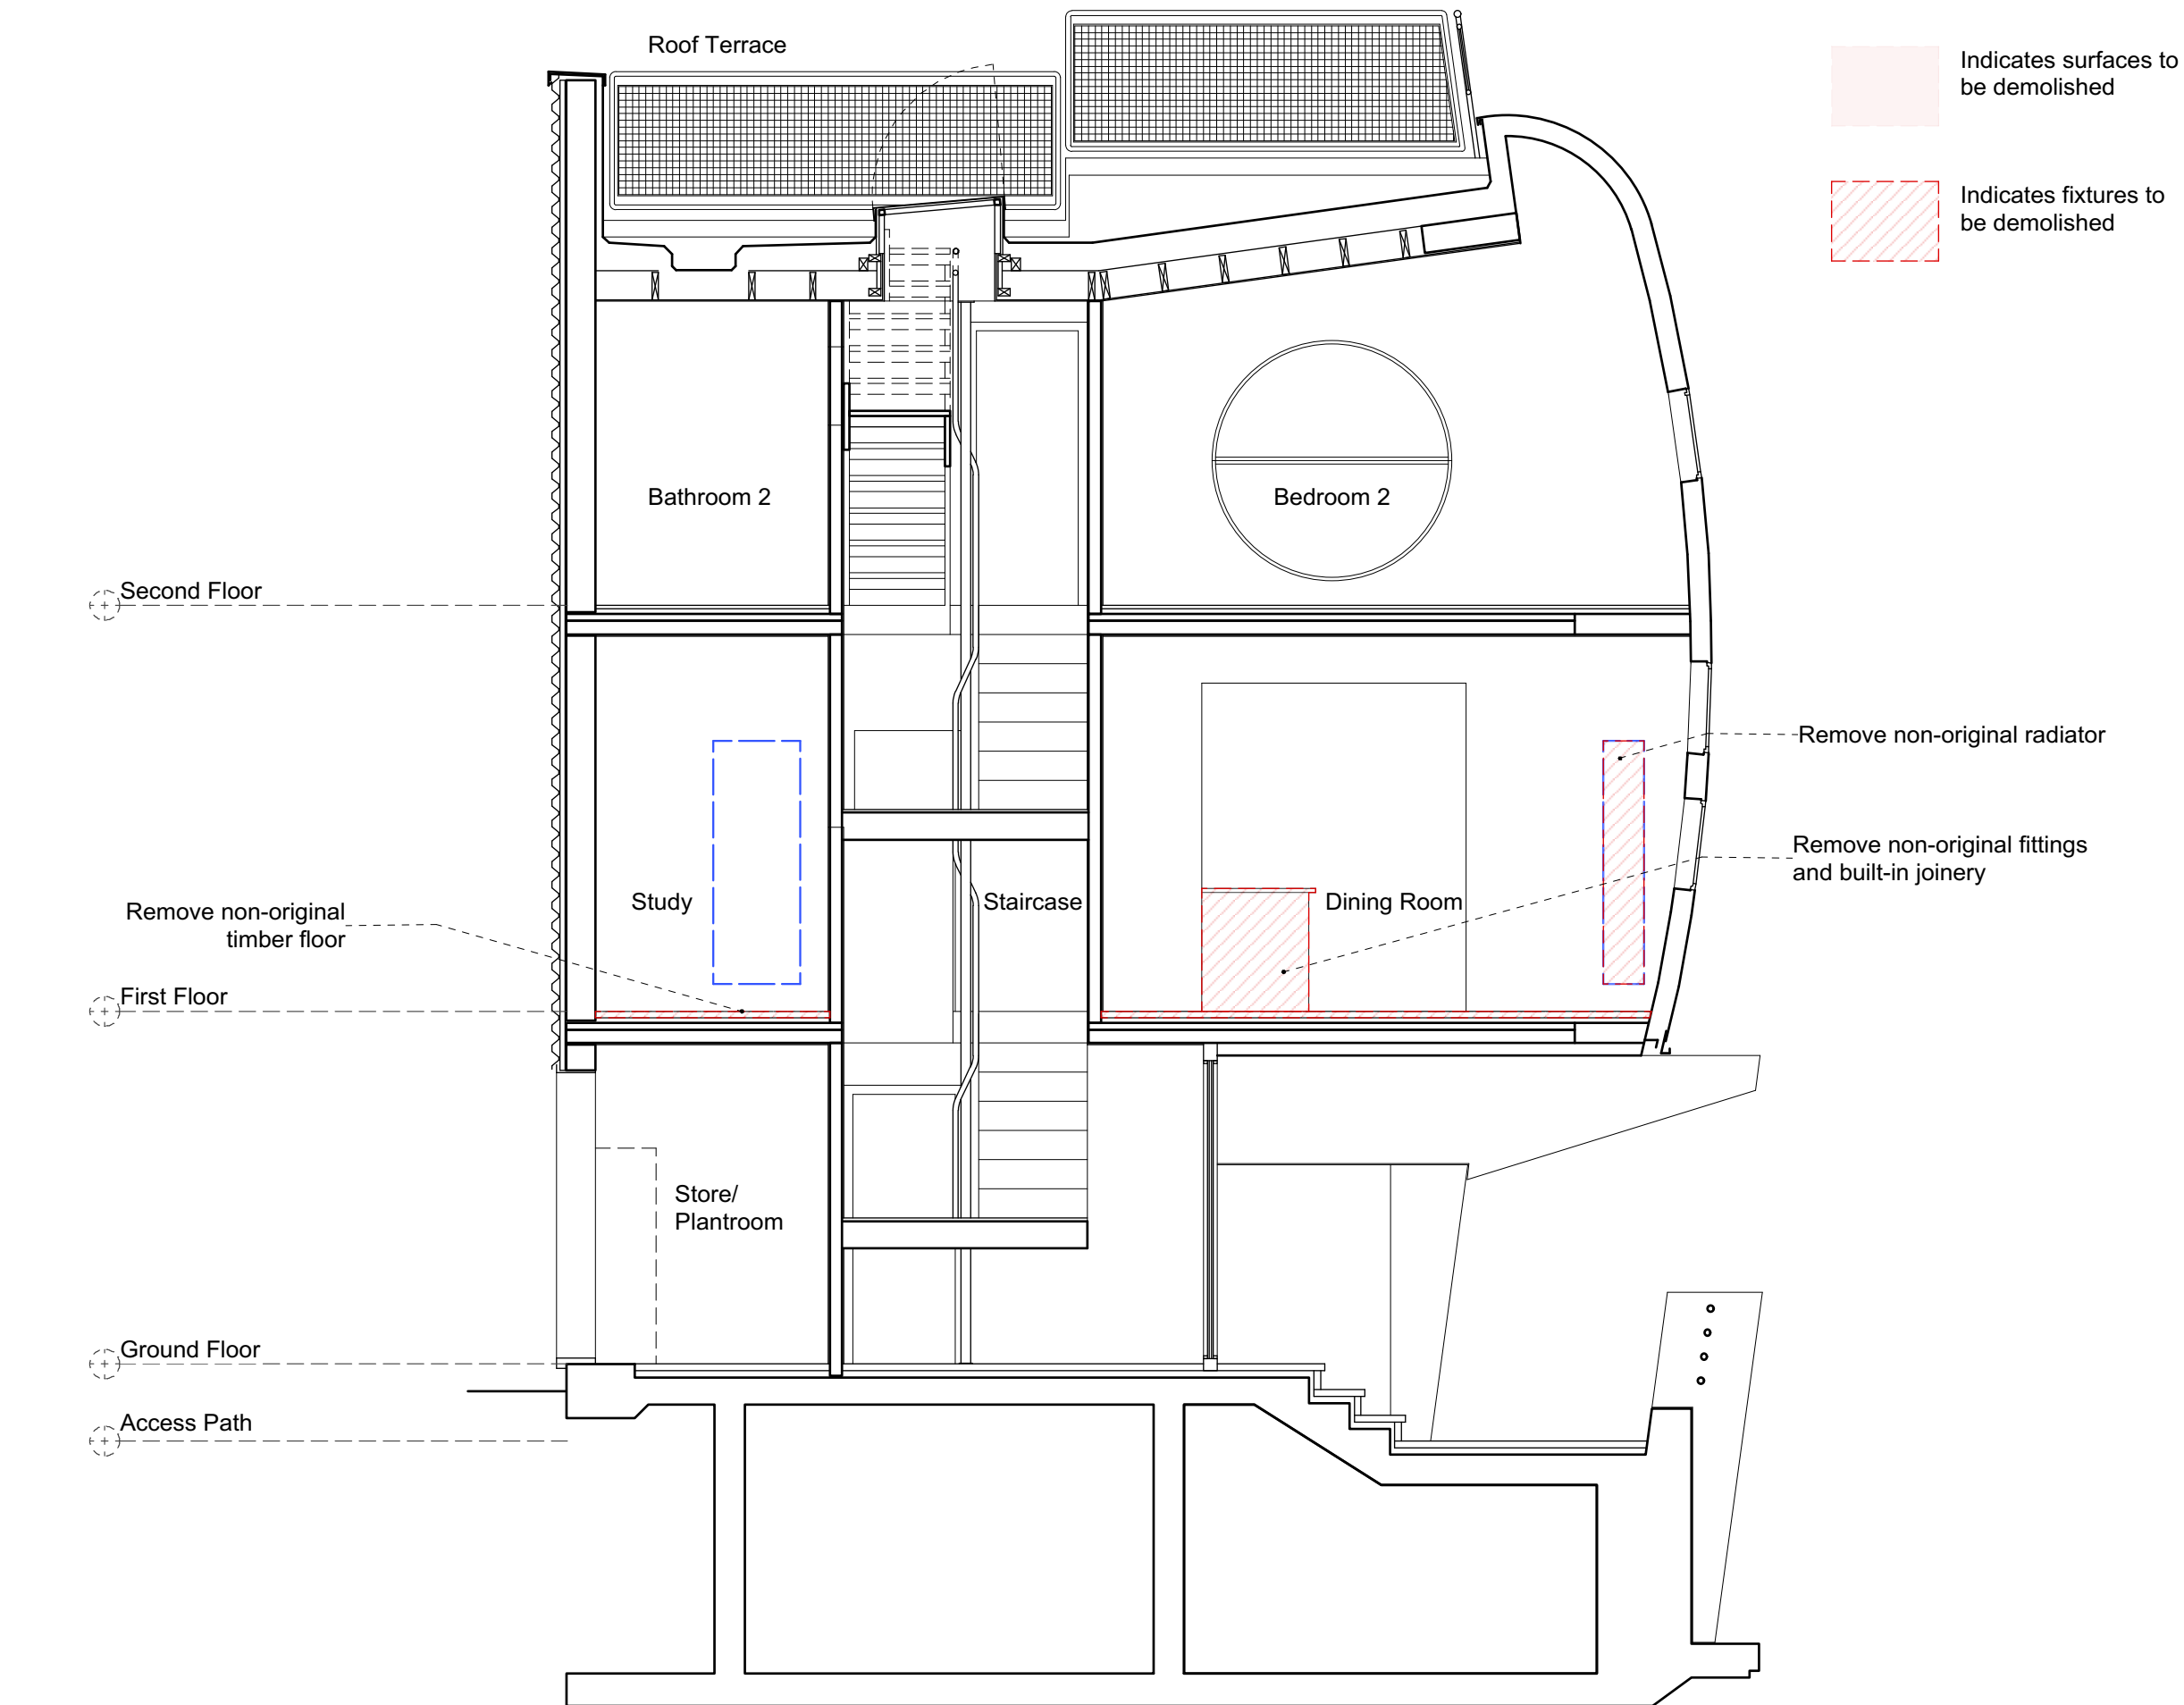 Roof Terrace
Indicates surfaces to
be demolished
Indicates fixtures to
be demolished
Bathroom 2
Bedroom 2
Second Floor
Remove non-original radiator
Remove non-original fittings
and built-in joinery
Study
Staircase
Dining Room
Remove non-original
timber floor
First Floor
Store/
Plantroom
Ground Floor
Access Path